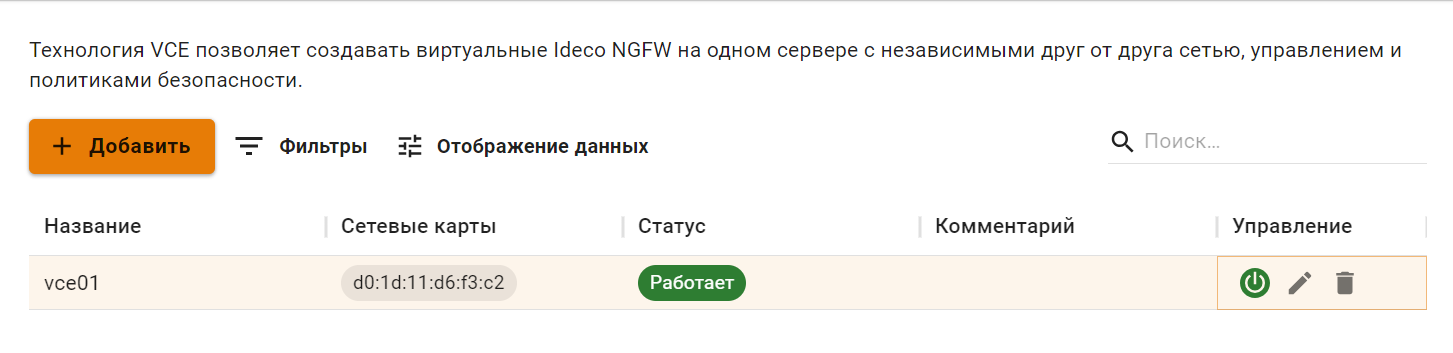 Технология VCE позволяет создавать виртуальные Ideco NGFW на одном сервере с независимыми друг от друга сетью, управлением и
политиками безопасности.
Добавить Фильтры Отображение данных Поиск...
Название Сетевые карты Статус Комментарий Управление
vce01 d0:1d:11:d6:f3:c2 Работает